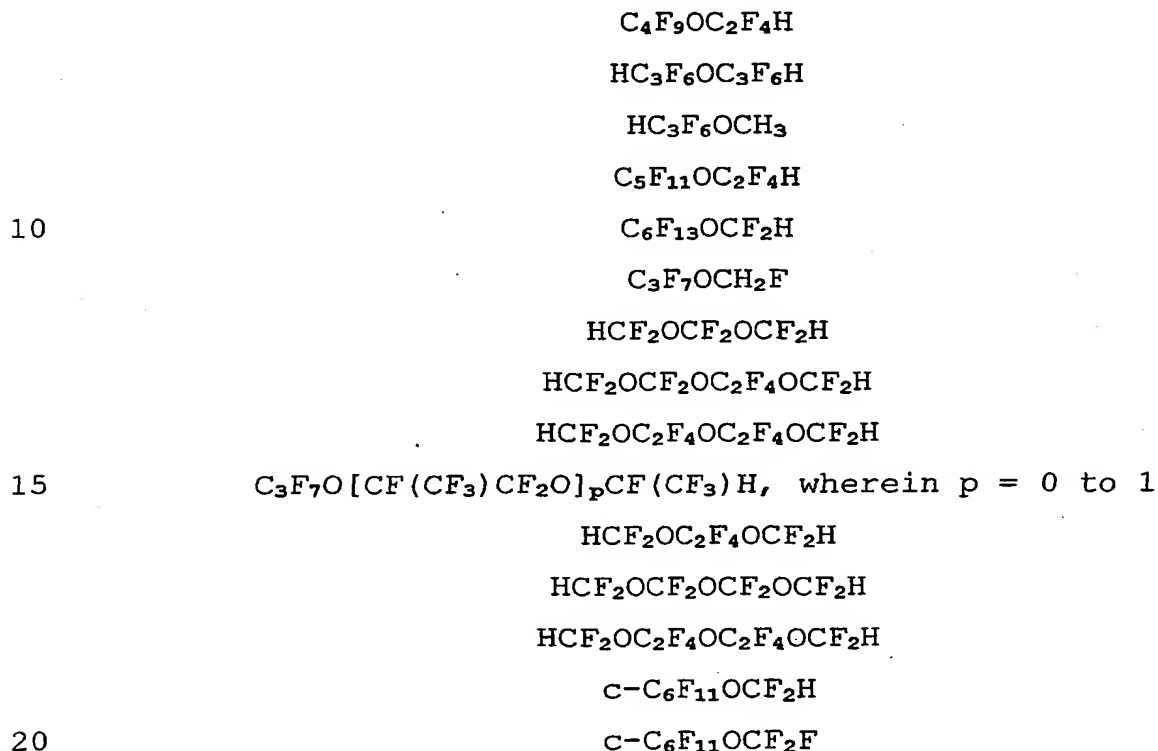 C₄F₉OC₂F₄H
HC₃F₆OC₃F₆H
HC₃F₆OCH₃
C₅F₁₁OC₂F₄H
10 C₆F₁₃OCF₂H
C₃F₇OCH₂F
HCF₂OCF₂OCF₂H
HCF₂OCF₂OC₂F₄OCF₂H
HCF₂OC₂F₄OC₂F₄OCF₂H
15 C₃F₇O[CF(CF₃)CF₂O]ₚCF(CF₃)H, wherein p = 0 to 1
HCF₂OC₂F₄OCF₂H
HCF₂OCF₂OCF₂OCF₂H
HCF₂OC₂F₄OC₂F₄OCF₂H
c-C₆F₁₁OCF₂H
20 c-C₆F₁₁OCF₂F